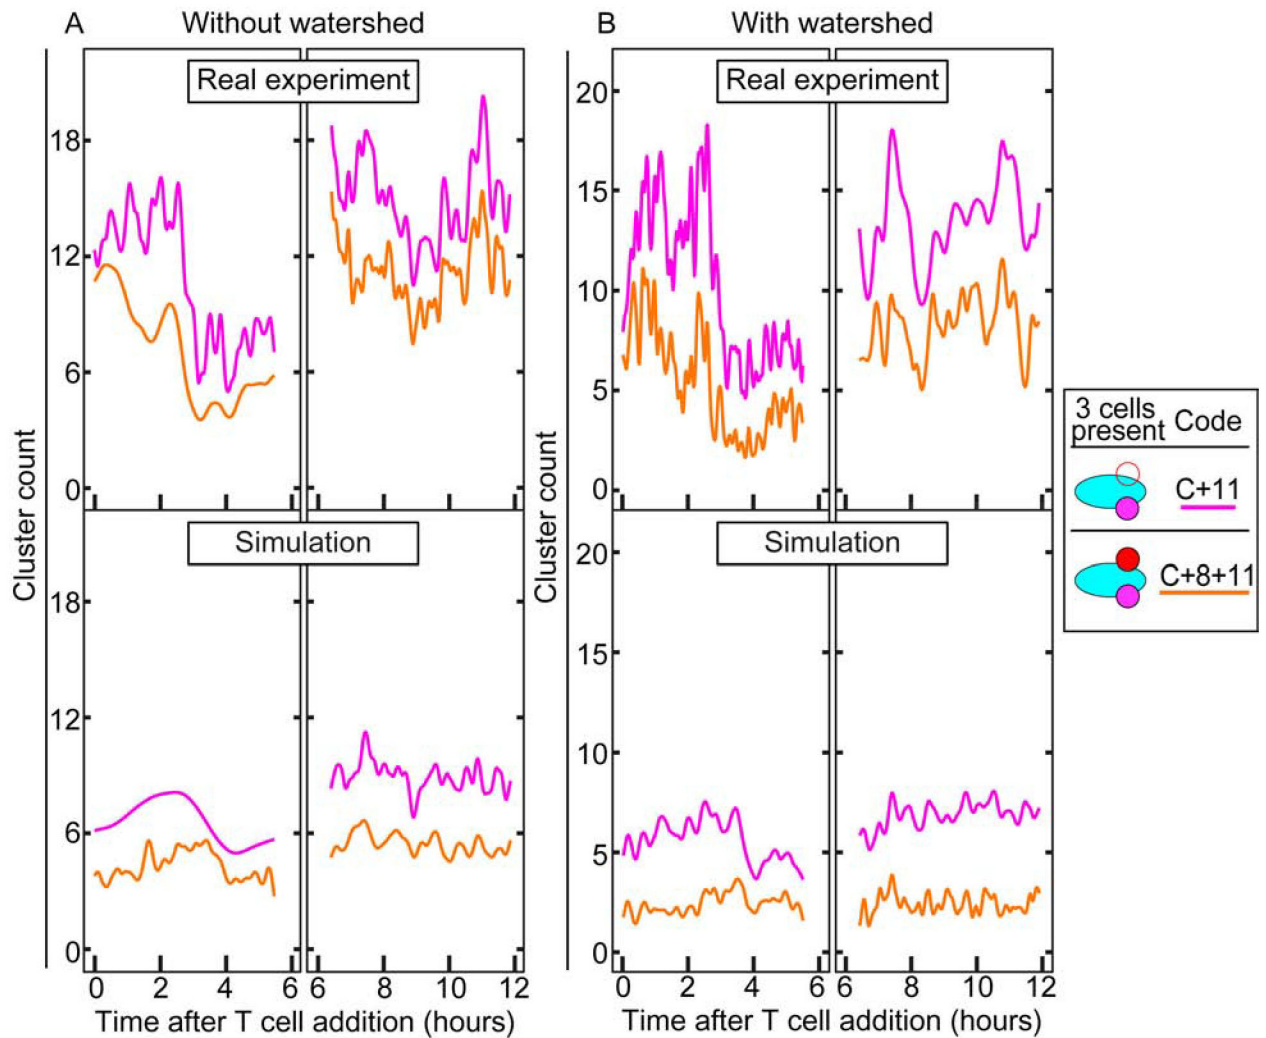 A Without watershed
Real experiment
18
12
6
0
Simulation
18
12
6
0
0 2 4 6 6 8 10 12
Cluster count
Time after T cell addition (hours)
B With watershed
Real experiment
20
15
10
5
0
Simulation
20
15
10
5
0
0 2 4 6 6 8 10 12
Cluster count
Time after T cell addition (hours)
3 cells
present Code
C+11
C+8+11